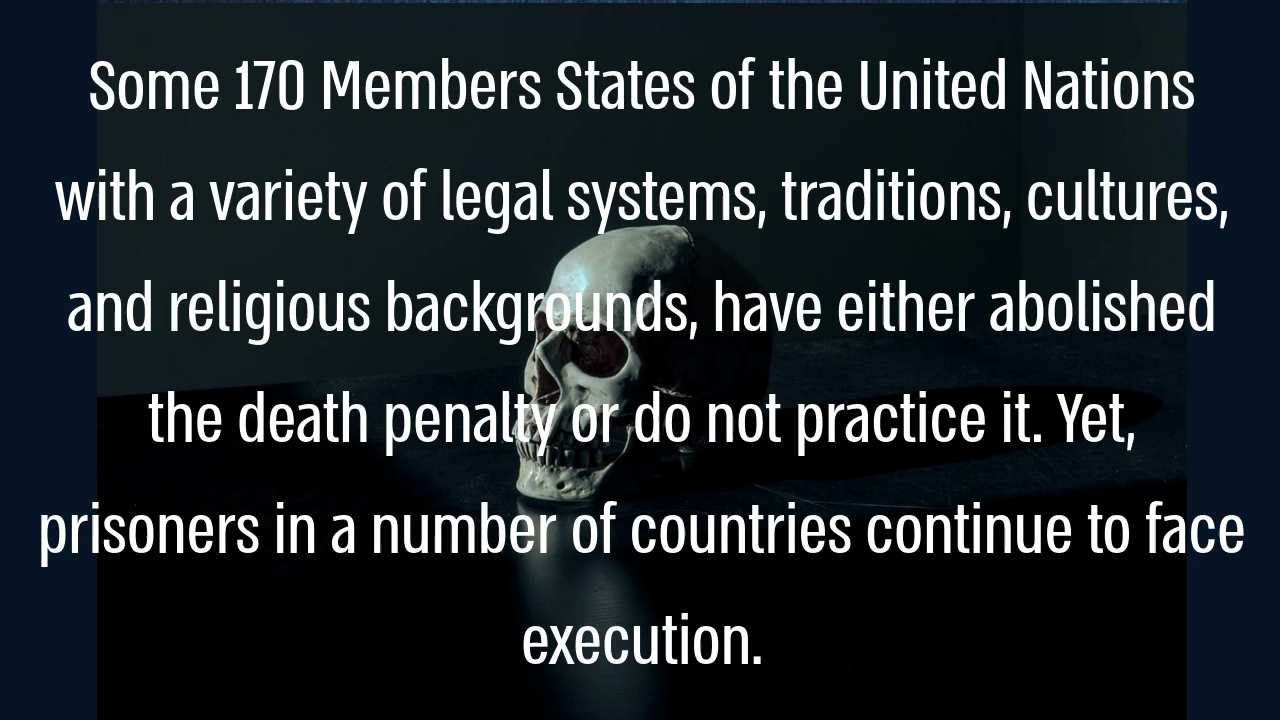 Some 170 Members States of the United Nations
with a variety of legal systems, traditions, cultures,
and religious backgrounds, have either abolished
the death penalty or do not practice it. Yet,
prisoners in a number of countries continue to face
execution.